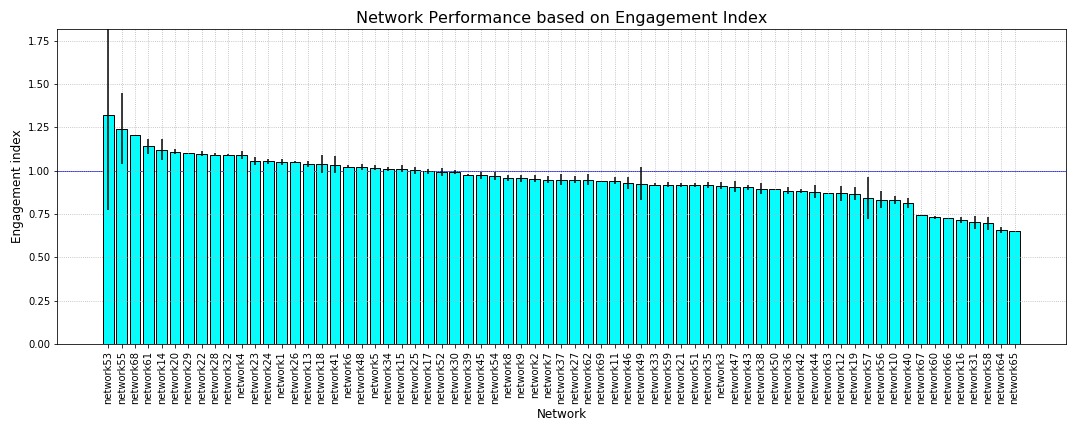 Network Performance based on Engagement Index
Engagement index
1.75
1.50
1.25
1.00
0.75
0.50
0.25
0.00
network53
network55
network68
network61
network14
network20
network29
network22
network28
network32
network4
network23
network24
network1
network26
network13
network18
network41
network6
network48
network5
network34
network15
network25
network17
network52
network30
network39
network45
network54
network8
network9
network2
network7
network37
network27
network62
network69
network11
network46
network49
network33
network59
network21
network51
network35
network3
network47
network43
network38
network50
network36
network42
network44
network63
network12
network19
network57
network56
network10
network40
network67
network60
network66
network16
network31
network58
network64
network65
Network